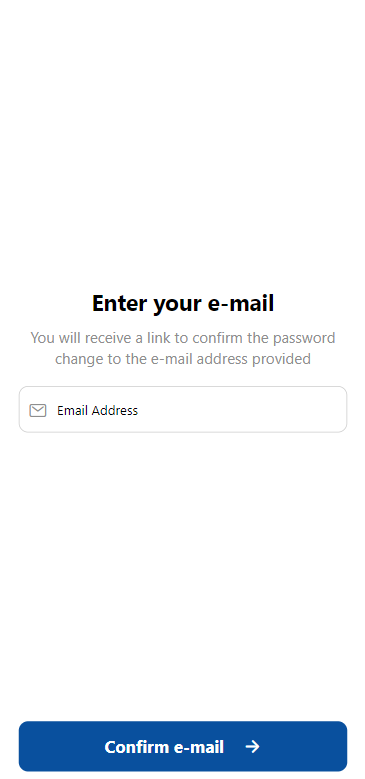 Enter your e-mail
You will receive a link to confirm the password
change to the e-mail address provided
Email Address
Confirm e-mail